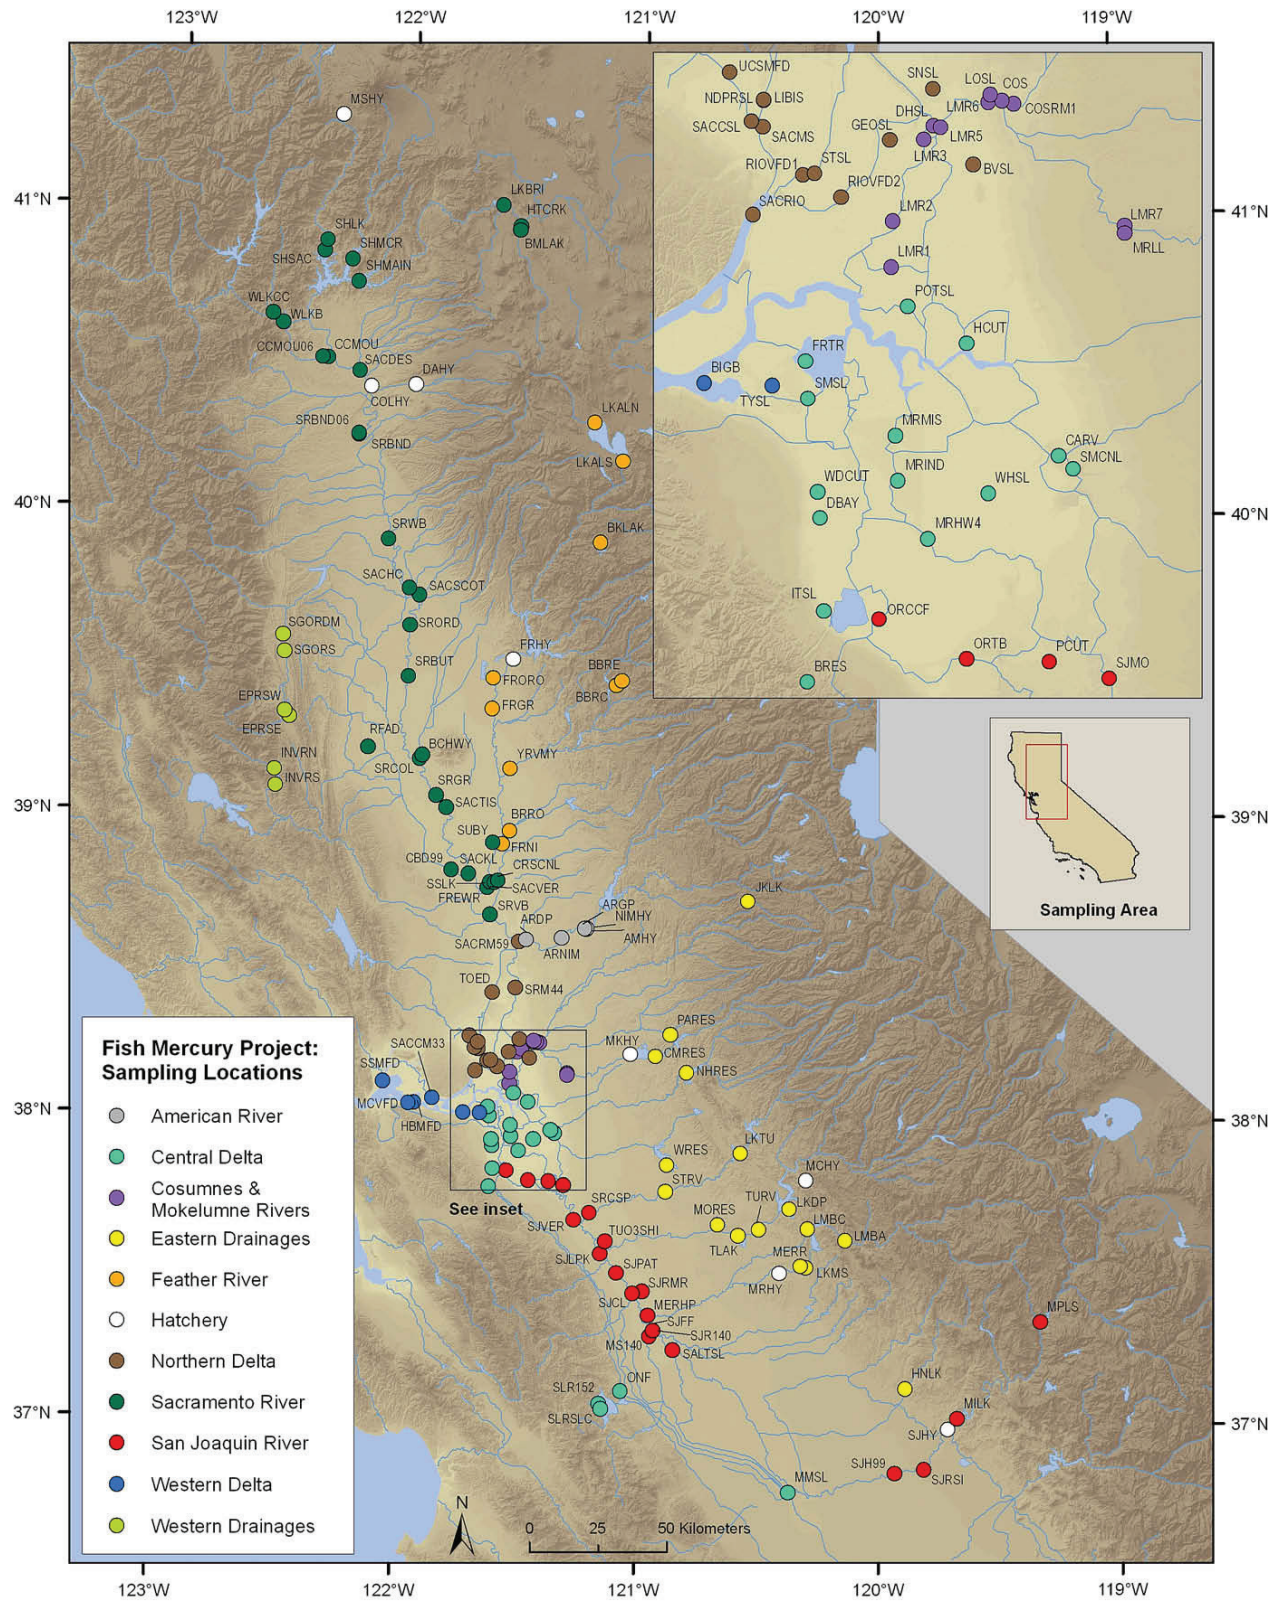 123°W
122°W
121°W
120°W
119°W
41°N
40°N
39°N
38°N
37°N
41°N
40°N
39°N
38°N
37°N
MSHY
LKBRI
HTCRK
BMLAK
SHLK
SHSAC
SHMCR
SHMAIN
WLKCC
WLKB
CCMOU06
CCMOU
SACDES
DAHY
COLHY
SRBND06
SRBND
LKALN
LKALS
BKLAK
SRWB
SACHC
SACSCOT
SRORD
SRBUT
SGORDM
SGORS
FRHY
FRORO
FRGR
BBRE
BBRC
EPRSW
EPRSE
RFAD
BCHWY
SRCOL
YRVMY
INVRN
INVRS
SRGR
SACTIS
BRRO
SUBY
FRNI
CBD99
SACKL
CRSCNL
SSLK
SACVER
FREWR
SRVB
ARDP
ARGP
NIMHY
AMHY
ARNIM
SACRM59
JKLK
TOED
SRM44
PARES
MKHY
CMRES
NHRES
SACCM33
SSMFD
MCVFD
HBMFD
WRES
LKTU
STRV
MCHY
See inset
SRCSP
SJVER
MORES
TURV
LKDP
LMBC
LMBA
TLAK
TUO3SHI
SJLPK
MERR
LKMS
MRHY
SJPAT
SJRMR
SJCL
MERHP
SJFF
SJR140
MS140
SALTSL
MPLS
ONF
SLR152
SLRSLC
HNLK
MILK
SJHY
SJH99
SJRSI
MMSL
UCSMFD
NDPRSL
LIBIS
SACCSL
SACMS
SNSL
LOSL
COS
COSRM1
LMR6
DHSL
GEOSL
LMR5
LMR3
RIOVFD1
STSL
BVSL
RIOVFD2
SACRIO
LMR2
LMR7
MRLL
LMR1
POTSL
HCUT
FRTR
BIGB
TYSL
SMSL
MRMIS
CARV
SMCNL
MRIND
WDCUT
WHSL
DBAY
MRHW4
ITSL
ORCCF
ORTB
PCUT
SJMO
BRES
Sampling Area
Fish Mercury Project:
Sampling Locations
American River
Central Delta
Cosumnes &
Mokelumne Rivers
Eastern Drainages
Feather River
Hatchery
Northern Delta
Sacramento River
San Joaquin River
Western Delta
Western Drainages
N
0 25 50 Kilometers
123°W
122°W
121°W
120°W
119°W